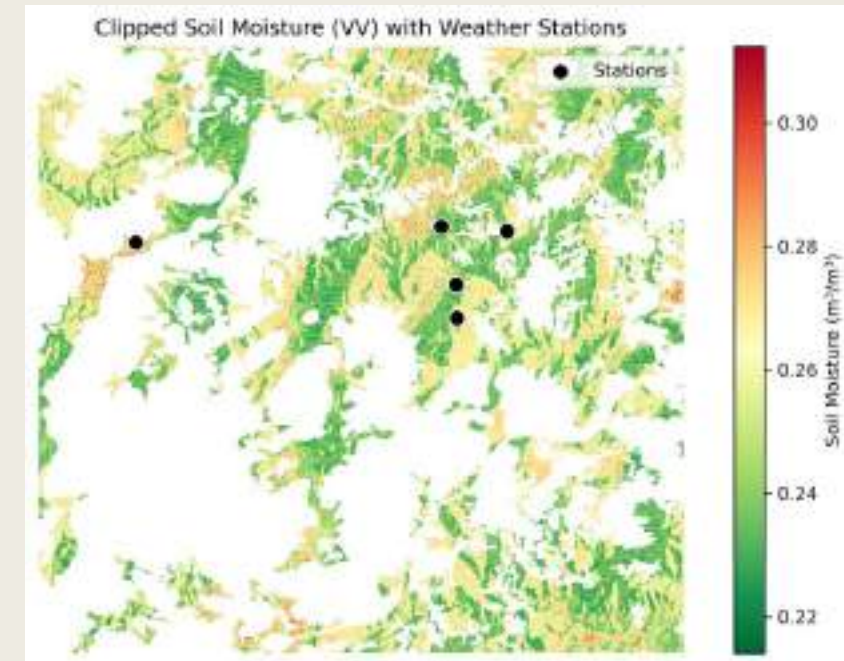 Clipped Soil Moisture (VV) with Weather Stations
Stations
0.30
0.28
0.26
0.24
0.22
Soil Moisture (m³/m³)